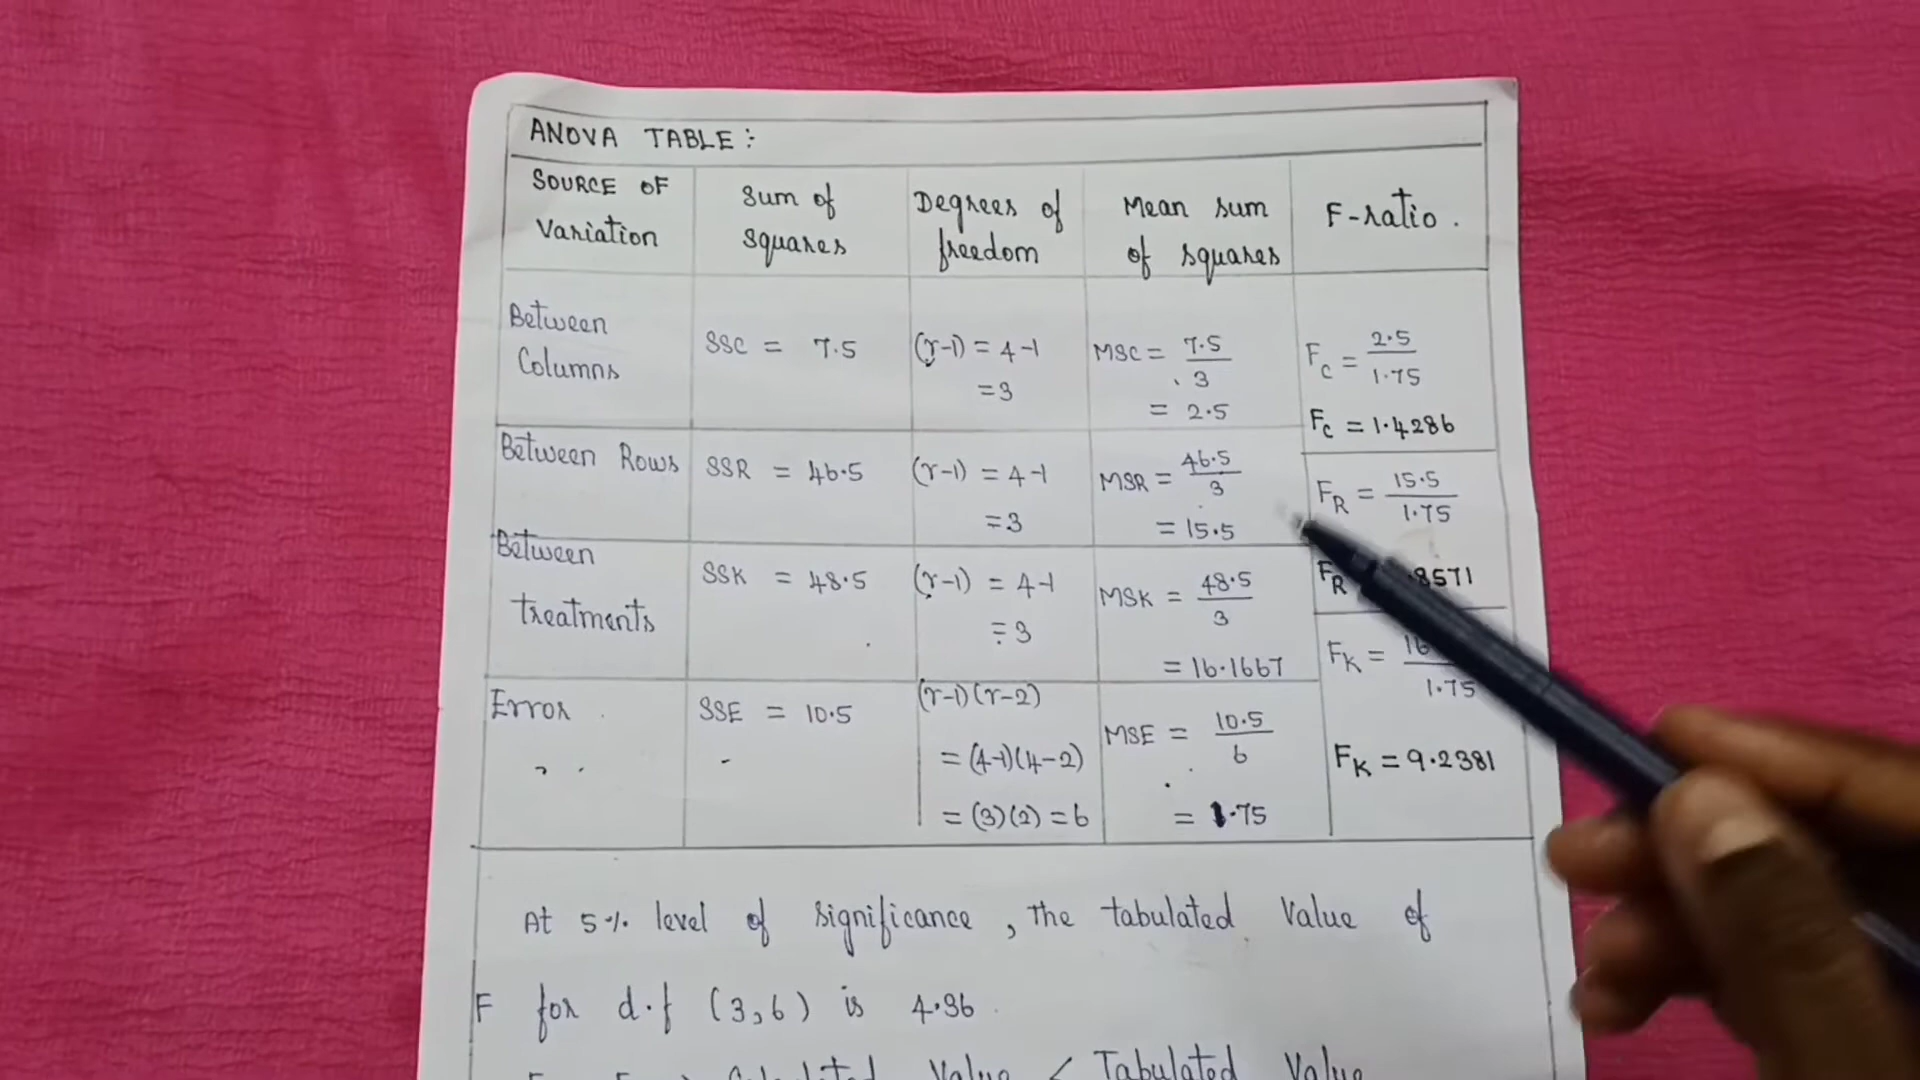 ANOVA TABLE :
SOURCE OF Variation
Sum of squares
Degrees of freedom
Mean sum of squares
F-ratio.
Between Columns
SSC = 7.5
(r-1) = 4-1
= 3
MSC = 7.5/3
= 2.5
Fc = 2.5/1.75
Fc = 1.4286
Between Rows
SSR = 46.5
(r-1) = 4-1
= 3
MSR = 46.5/3
= 15.5
FR = 15.5/1.75
FR 8571
Between treatments
SSK = 48.5
(r-1) = 4-1
= 3
MSK = 48.5/3
= 16.1667
FK = 16/1.75
FK = 9.2381
Error
SSE = 10.5
(r-1)(r-2)
= (4-1)(4-2)
= (3)(2) = 6
MSE = 10.5/6
= 1.75
At 5% level of significance, the tabulated value of
F for d.f (3,6) is 4.96
Value < Tabulated Value